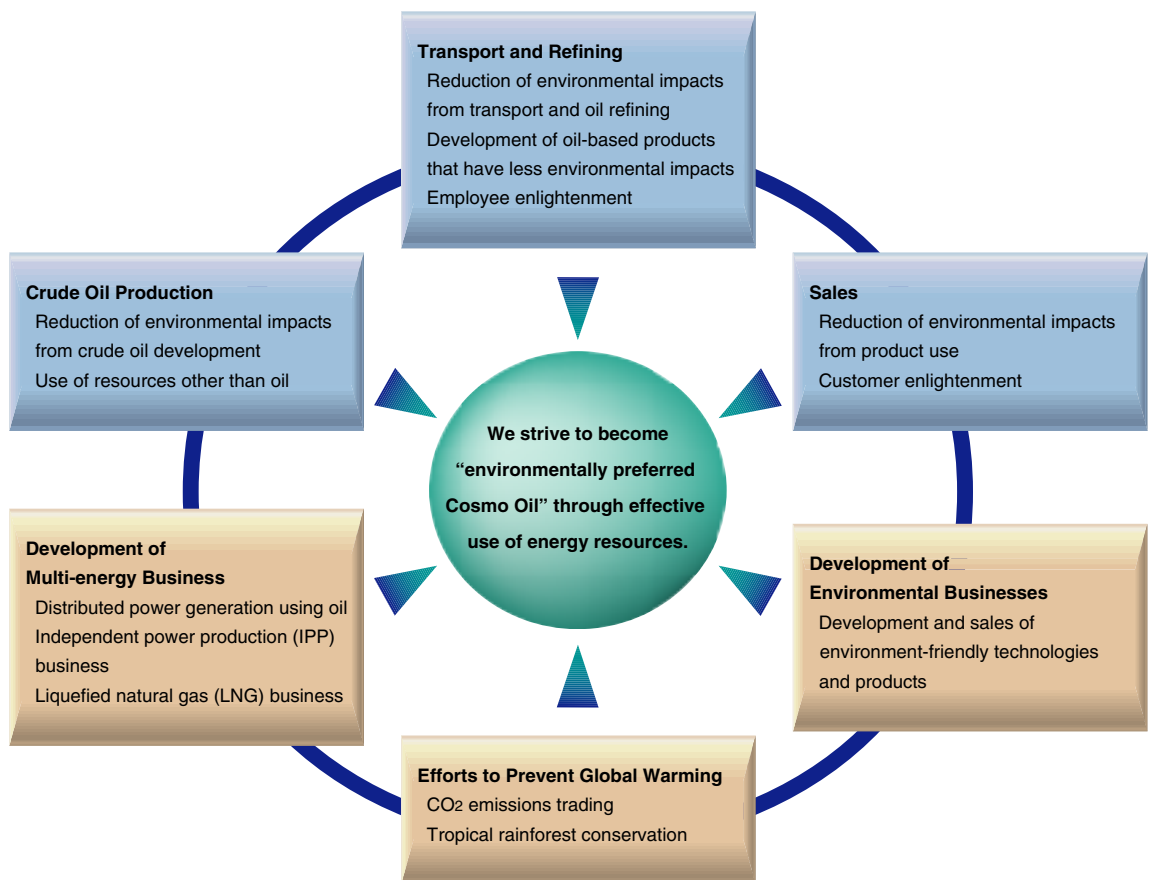 Transport and Refining
Reduction of environmental impacts
from transport and oil refining
Development of oil-based products
that have less environmental impacts
Employee enlightenment
Crude Oil Production
Reduction of environmental impacts
from crude oil development
Use of resources other than oil
Sales
Reduction of environmental impacts
from product use
Customer enlightenment
We strive to become
“environmentally preferred
Cosmo Oil” through effective
use of energy resources.
Development of
Multi-energy Business
Distributed power generation using oil
Independent power production (IPP)
business
Liquefied natural gas (LNG) business
Development of
Environmental Businesses
Development and sales of
environment-friendly technologies
and products
Efforts to Prevent Global Warming
CO2 emissions trading
Tropical rainforest conservation